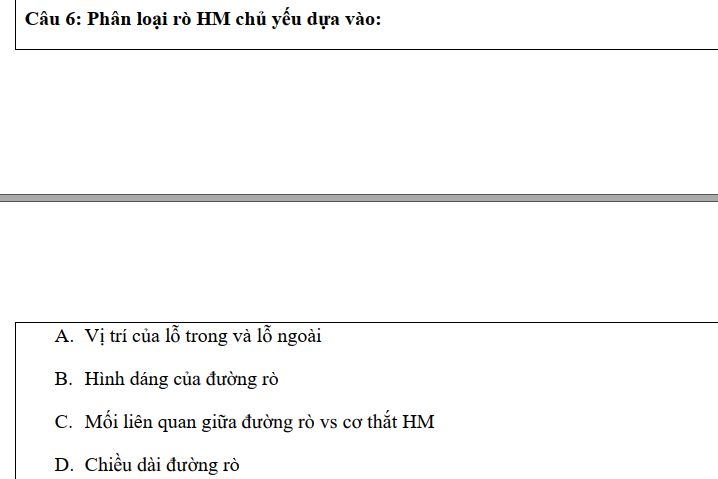 Câu 6: Phân loại rò HM chủ yếu dựa vào:
A. Vị trí của lỗ trong và lỗ ngoài
B. Hình dáng của đường rò
C. Mối liên quan giữa đường rò vs cơ thắt HM
D. Chiều dài đường rò